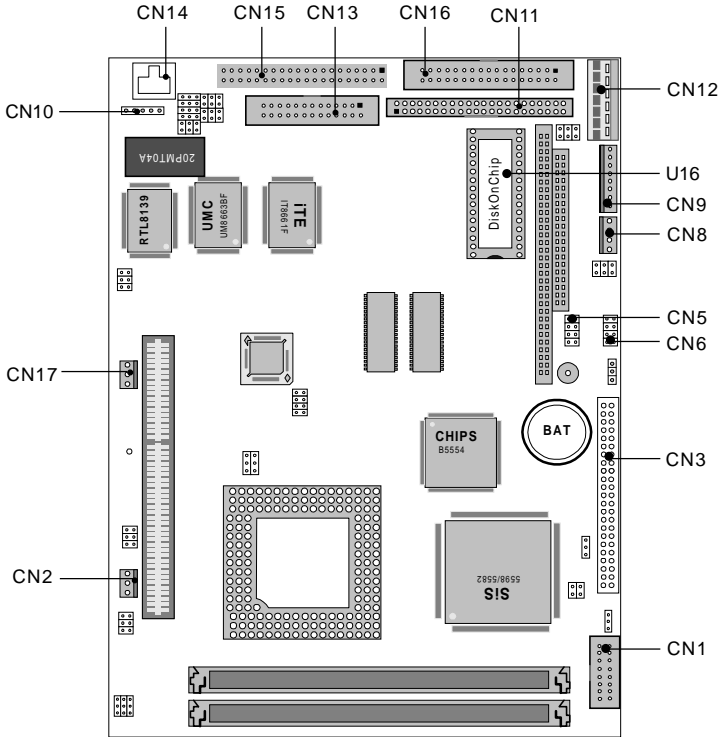 CN14
CN15
CN13
CN16
CN11
CN10
CN12
20PMT04A
DiskOnChip
U16
CN9
CN8
RTL8139
UMC
UM8663BF
iTE
IT8661F
CN5
CN6
CN17
CHIPS
B5554
BAT
CN3
5598/5582
SiS
CN2
CN1